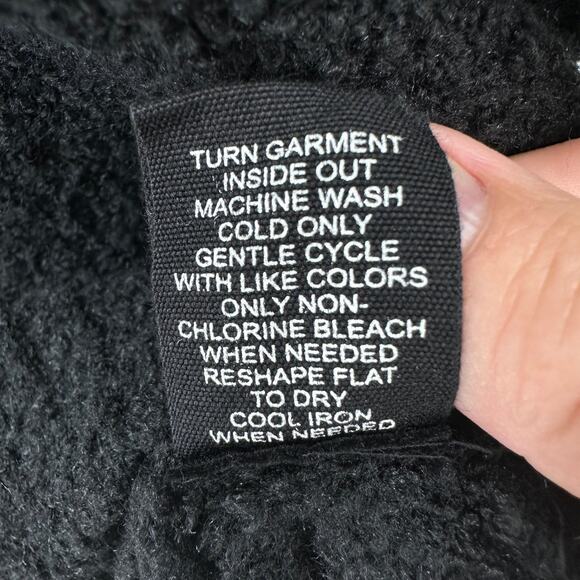 TURN GARMENT
INSIDE OUT
MACHINE WASH
COLD ONLY
GENTLE CYCLE
WITH LIKE COLORS
ONLY NON-
CHLORINE BLEACH
WHEN NEEDED
RESHAPE FLAT
TO DRY
COOL IRON
WHEN NEEDED